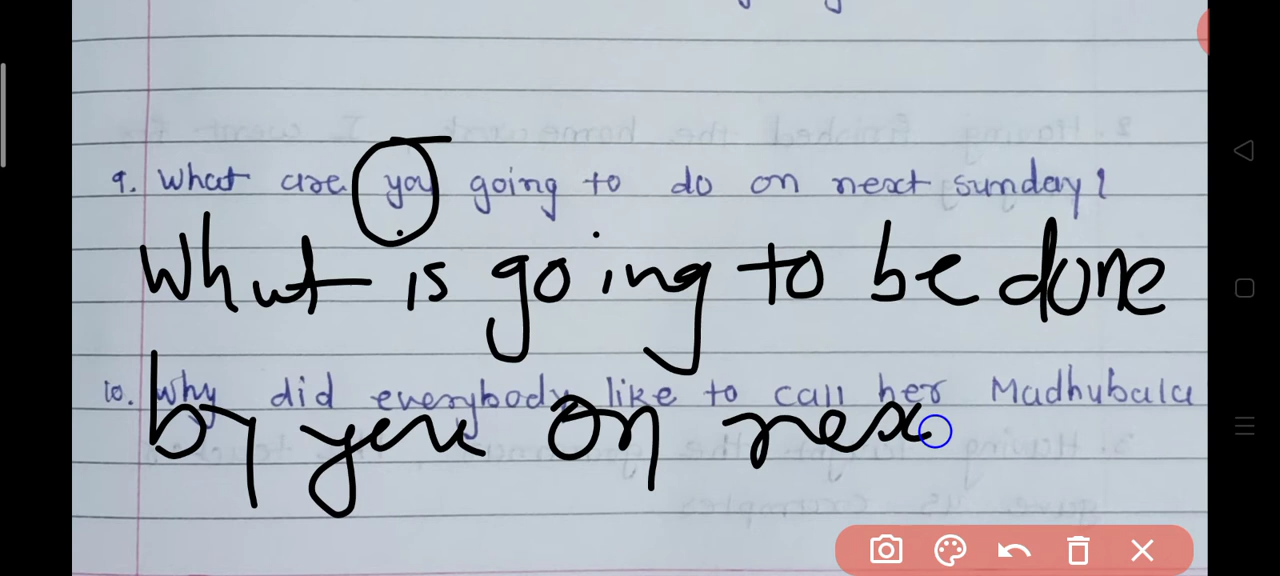 9. What are you going to do on next sunday?
What is going to be done
10. Why did everybody like to call her Madhubala
by you on nex